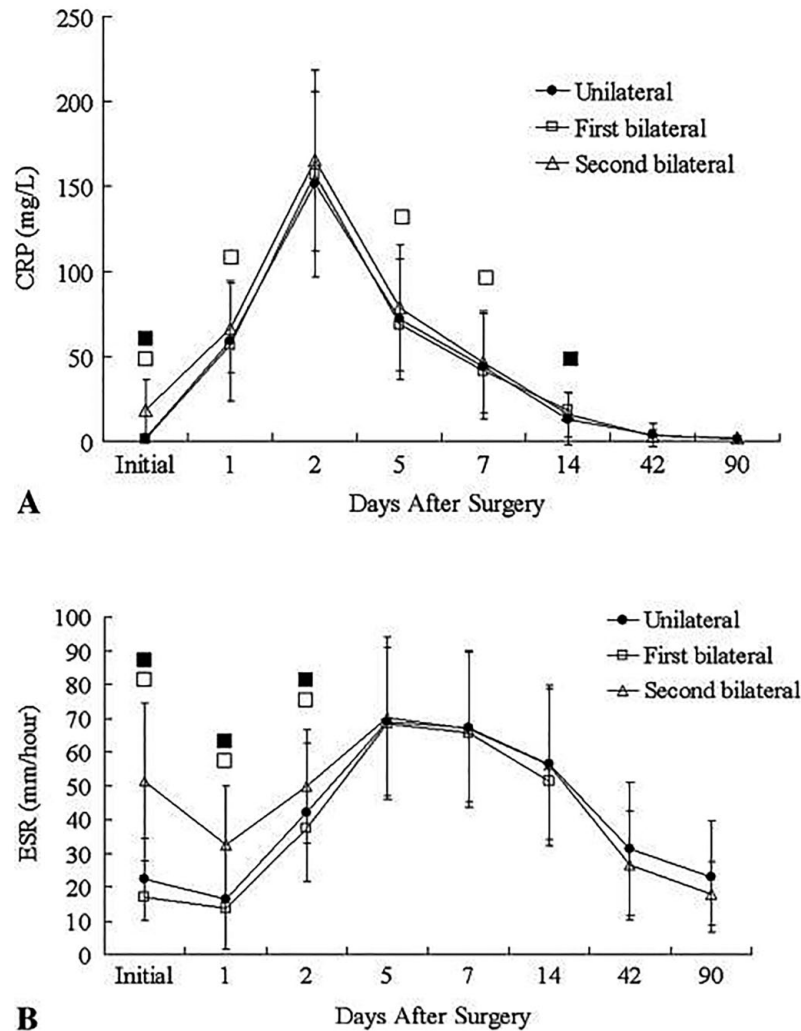 250
200
150
100
50
0
CRP (mg/L)
Unilateral
First bilateral
Second bilateral
Initial 1 2 5 7 14 42 90
Days After Surgery
A
100
90
80
70
60
50
40
30
20
10
0
ESR (mm/hour)
Unilateral
First bilateral
Second bilateral
Initial 1 2 5 7 14 42 90
Days After Surgery
B